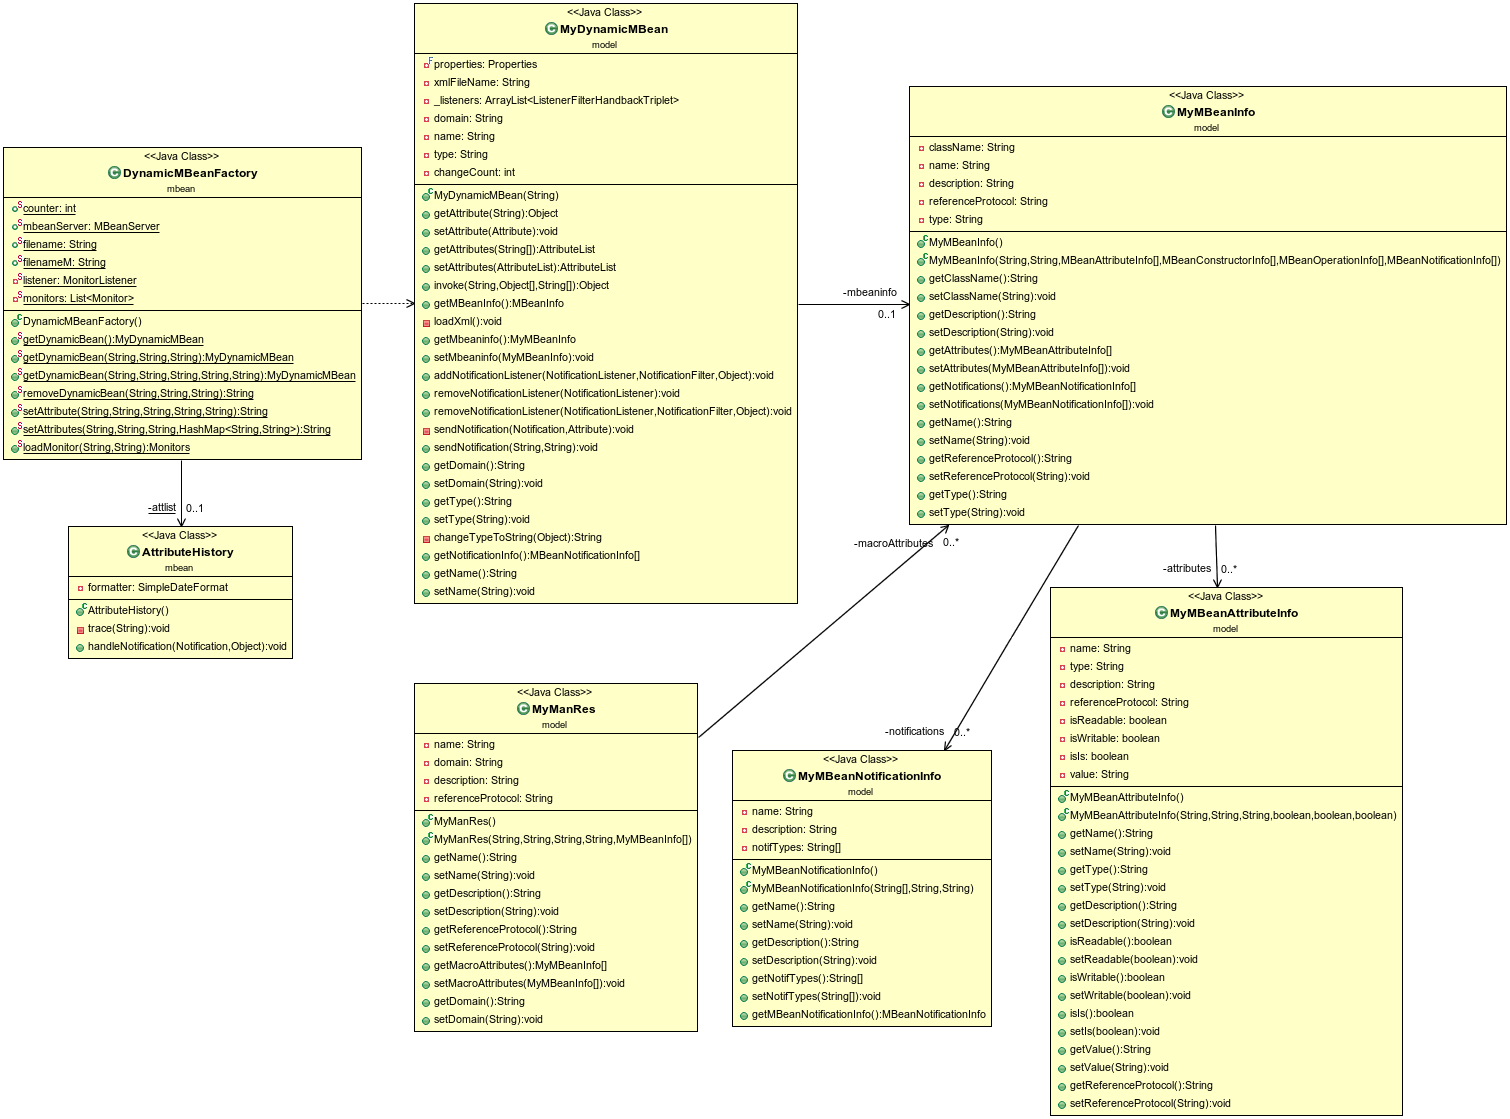 <<Java Class>>
MyDynamicMBean
model
properties: Properties
xmlFileName: String
_listeners: ArrayList<ListenerFilterHandbackTriplet>
domain: String
name: String
type: String
changeCount: int
MyDynamicMBean(String)
getAttribute(String):Object
setAttribute(Attribute):void
getAttributes(String[]):AttributeList
setAttributes(AttributeList):AttributeList
invoke(String,Object[],String[]):Object
getMBeanInfo():MBeanInfo
loadXml():void
getMbeaninfo():MyMBeanInfo
setMbeaninfo(MyMBeanInfo):void
addNotificationListener(NotificationListener,NotificationFilter,Object):void
removeNotificationListener(NotificationListener):void
removeNotificationListener(NotificationListener,NotificationFilter,Object):void
sendNotification(Notification,Attribute):void
sendNotification(String,String):void
getDomain():String
setDomain(String):void
getType():String
setType(String):void
changeTypeToString(Object):String
getNotificationInfo():MBeanNotificationInfo[]
getName():String
setName(String):void
<<Java Class>>
MyMBeanInfo
model
className: String
name: String
description: String
referenceProtocol: String
type: String
MyMBeanInfo()
MyMBeanInfo(String,String,MBeanAttributeInfo[],MBeanConstructorInfo[],MBeanOperationInfo[],MBeanNotificationInfo[])
getClassName():String
setClassName(String):void
getDescription():String
setDescription(String):void
getAttributes():MyMBeanAttributeInfo[]
setAttributes(MyMBeanAttributeInfo[]):void
getNotifications():MyMBeanNotificationInfo[]
setNotifications(MyMBeanNotificationInfo[]):void
getName():String
setName(String):void
getReferenceProtocol():String
setReferenceProtocol(String):void
getType():String
setType(String):void
<<Java Class>>
DynamicMBeanFactory
mbean
counter: int
mbeanServer: MBeanServer
filename: String
filenameM: String
listener: MonitorListener
monitors: List<Monitor>
DynamicMBeanFactory()
getDynamicBean():MyDynamicMBean
getDynamicBean(String,String,String):MyDynamicMBean
getDynamicBean(String,String,String,String,String):MyDynamicMBean
removeDynamicBean(String,String,String):String
setAttribute(String,String,String,String,String):String
setAttributes(String,String,String,HashMap<String,String>):String
loadMonitor(String,String):Monitors
-mbeaninfo
0..1
-attlist
0..1
<<Java Class>>
AttributeHistory
mbean
formatter: SimpleDateFormat
AttributeHistory()
trace(String):void
handleNotification(Notification,Object):void
-macroAttributes
0..*
-attributes
0..*
<<Java Class>>
MyMBeanAttributeInfo
model
name: String
type: String
description: String
referenceProtocol: String
isReadable: boolean
isWritable: boolean
isIs: boolean
value: String
MyMBeanAttributeInfo()
MyMBeanAttributeInfo(String,String,String,boolean,boolean,boolean)
getName():String
setName(String):void
getType():String
setType(String):void
getDescription():String
setDescription(String):void
isReadable():boolean
setReadable(boolean):void
isWritable():boolean
setWritable(boolean):void
isIs():boolean
setIs(boolean):void
getValue():String
setValue(String):void
getReferenceProtocol():String
setReferenceProtocol(String):void
<<Java Class>>
MyManRes
model
name: String
domain: String
description: String
referenceProtocol: String
MyManRes()
MyManRes(String,String,String,String,MyMBeanInfo[])
getName():String
setName(String):void
getDescription():String
setDescription(String):void
getReferenceProtocol():String
setReferenceProtocol(String):void
getMacroAttributes():MyMBeanInfo[]
setMacroAttributes(MyMBeanInfo[]):void
getDomain():String
setDomain(String):void
-notifications
0..*
<<Java Class>>
MyMBeanNotificationInfo
model
name: String
description: String
notifTypes: String[]
MyMBeanNotificationInfo()
MyMBeanNotificationInfo(String[],String,String)
getName():String
setName(String):void
getDescription():String
setDescription(String):void
getNotifTypes():String[]
setNotifTypes(String[]):void
getMBeanNotificationInfo():MBeanNotificationInfo